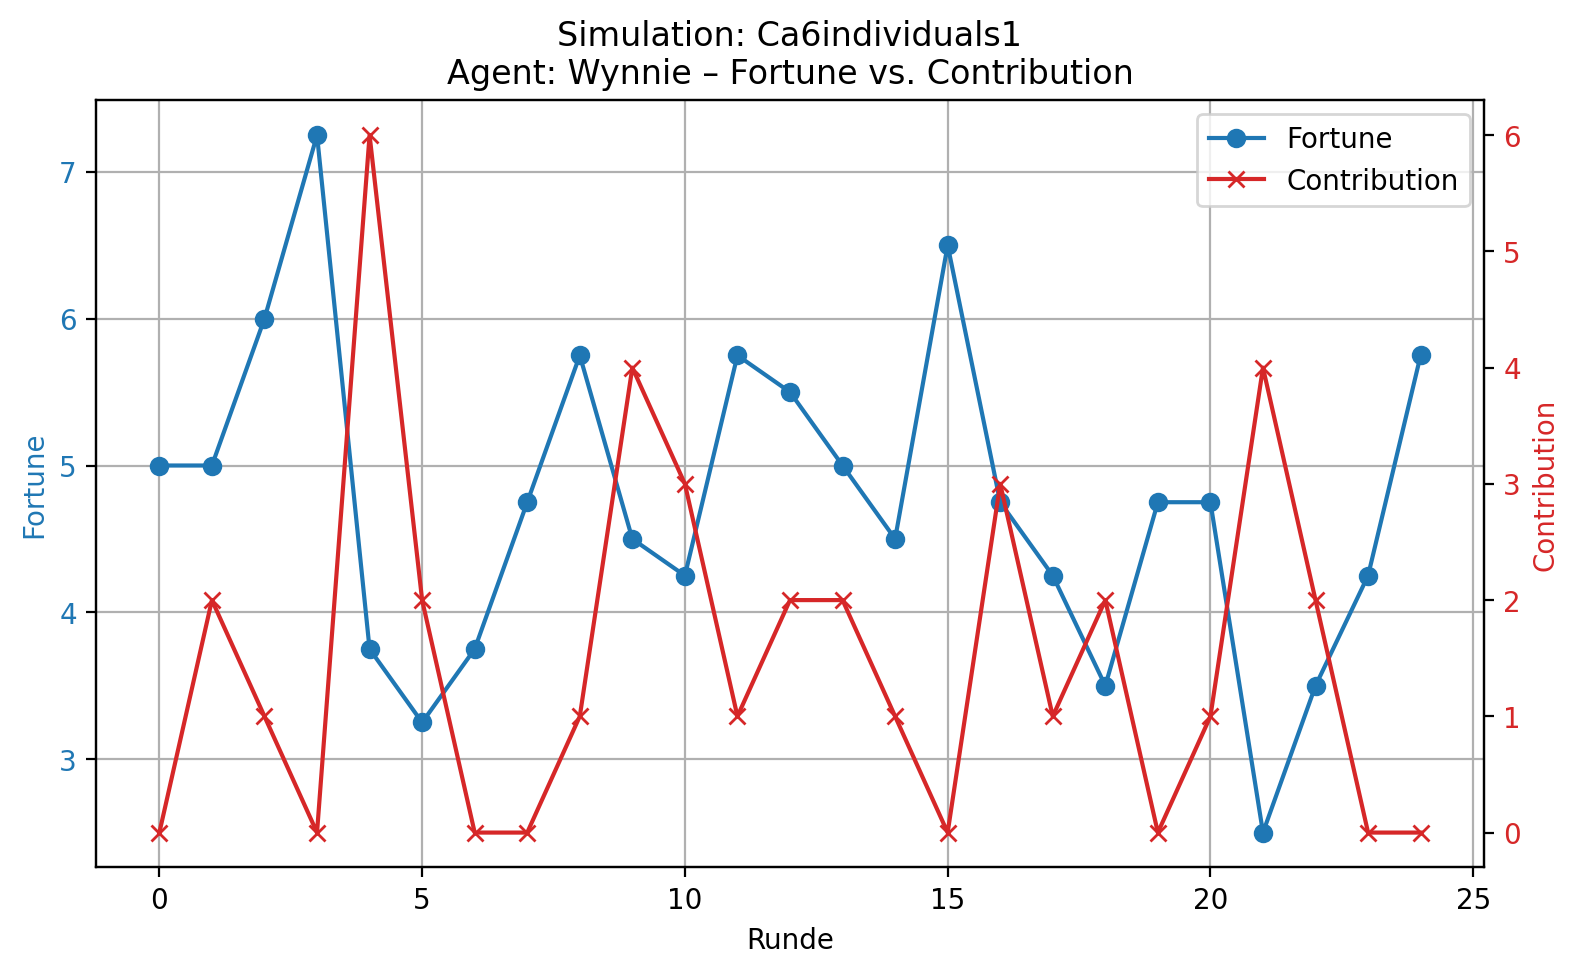 Simulation: Ca6individuals1
Agent: Wynnie – Fortune vs. Contribution
Fortune
Contribution
7
6
5
4
3
Fortune
6
5
4
3
2
1
0
Contribution
0
5
10
15
20
25
Runde